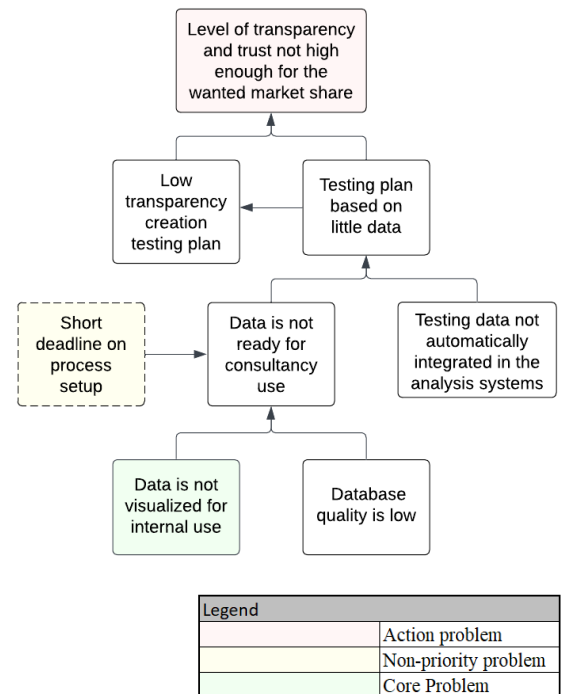 Level of transparency
and trust not high
enough for the
wanted market share
Low
transparency
creation
testing plan
Testing plan
based on
little data
Short
deadline on
process
setup
Data is not
ready for
consultancy
use
Testing data not
automatically
integrated in the
analysis systems
Data is not
visualized for
internal use
Database
quality is low
Legend
Action problem
Non-priority problem
Core Problem